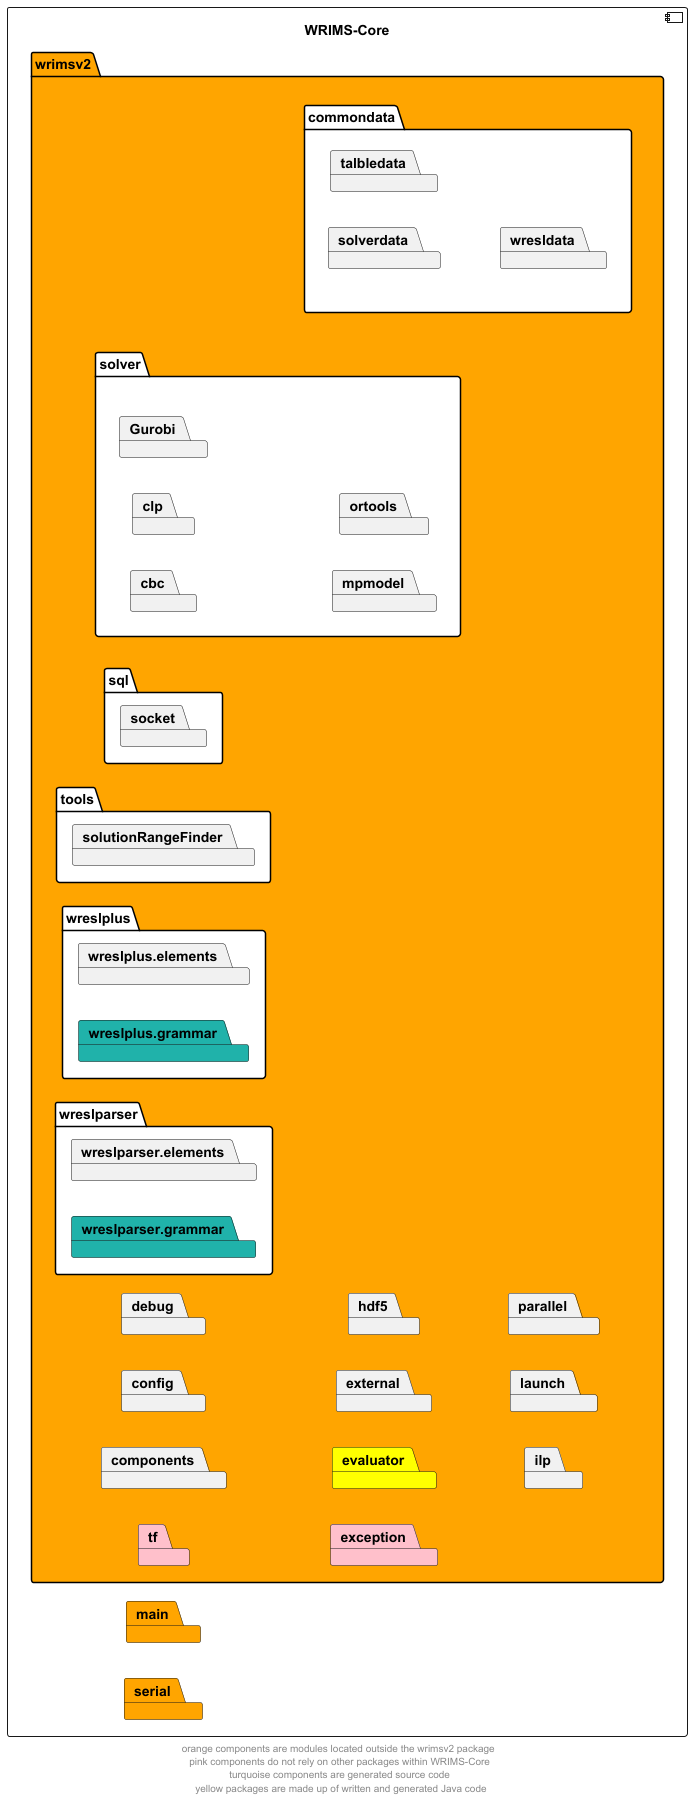 WRIMS-Core
wrimsv2
commondata
talbledata
solverdata
wresldata
solver
Gurobi
clp
ortools
cbc
mpmodel
sql
socket
tools
solutionRangeFinder
wreslplus
wreslplus.elements
wreslplus.grammar
wreslparser
wreslparser.elements
wreslparser.grammar
debug
hdf5
parallel
config
external
launch
components
evaluator
ilp
tf
exception
main
serial
orange components are modules located outside the wrimsv2 package
pink components do not rely on other packages within WRIMS-Core
turquoise components are generated source code
yellow packages are made up of written and generated Java code